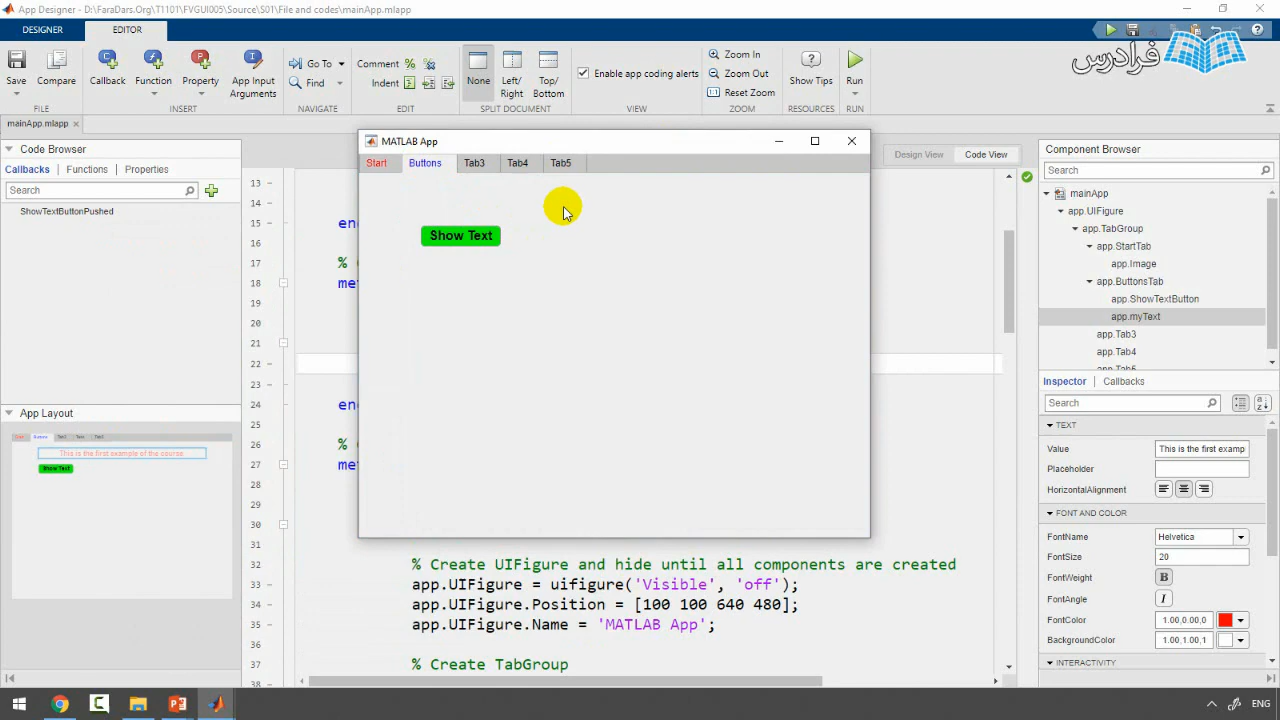 App Designer - D:\FaraDars.Org\T1101\FVGUI005\Source\S01\File and codes\mainApp.mlapp
DESIGNER
EDITOR
فرادرس
Save
Compare
Callback
Function
Property
App Input
Arguments
Go To
Find
Comment
Indent
None
Left/
Right
Top/
Bottom
Enable app coding alerts
Zoom In
Zoom Out
Reset Zoom
Show Tips
Run
FILE
INSERT
NAVIGATE
EDIT
SPLIT DOCUMENT
VIEW
ZOOM
RESOURCES
RUN
mainApp.mlapp
Code Browser
Callbacks
Functions
Properties
Search
ShowTextButtonPushed
App Layout
This is the first example of the course
Show Text
MATLAB App
Start
Buttons
Tab3
Tab4
Tab5
Show Text
Design View
Code View
13
14
15 en
16
17 %
18 me
19
20
21
22
23
24 en
25
26 %
27 me
28
29
30
31
32 % Create UIFigure and hide until all components are created
33 app.UIFigure = uifigure('Visible', 'off');
34 app.UIFigure.Position = [100 100 640 480];
35 app.UIFigure.Name = 'MATLAB App';
36
37 % Create TabGroup
38
Component Browser
Search
mainApp
app.UIFigure
app.TabGroup
app.StartTab
app.Image
app.ButtonsTab
app.ShowTextButton
app.myText
app.Tab3
app.Tab4
app.Tab5
Inspector
Callbacks
Search
TEXT
Value This is the first examp
Placeholder
HorizontalAlignment
FONT AND COLOR
FontName Helvetica
FontSize 20
FontWeight B
FontAngle I
FontColor 1.00,0.00,0
BackgroundColor 1.00,1.00,1
INTERACTIVITY
ENG